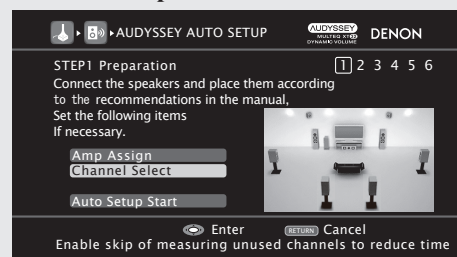 AUDYSSEY AUTO SETUP
AUDYSSEY
MULTEQ XT32
DYNAMIC VOLUME
DENON
STEP1 Preparation
1 2 3 4 5 6
Connect the speakers and place them according
to the recommendations in the manual,
Set the following items
If necessary.
Amp Assign
Channel Select
Auto Setup Start
Enter
RETURN Cancel
Enable skip of measuring unused channels to reduce time